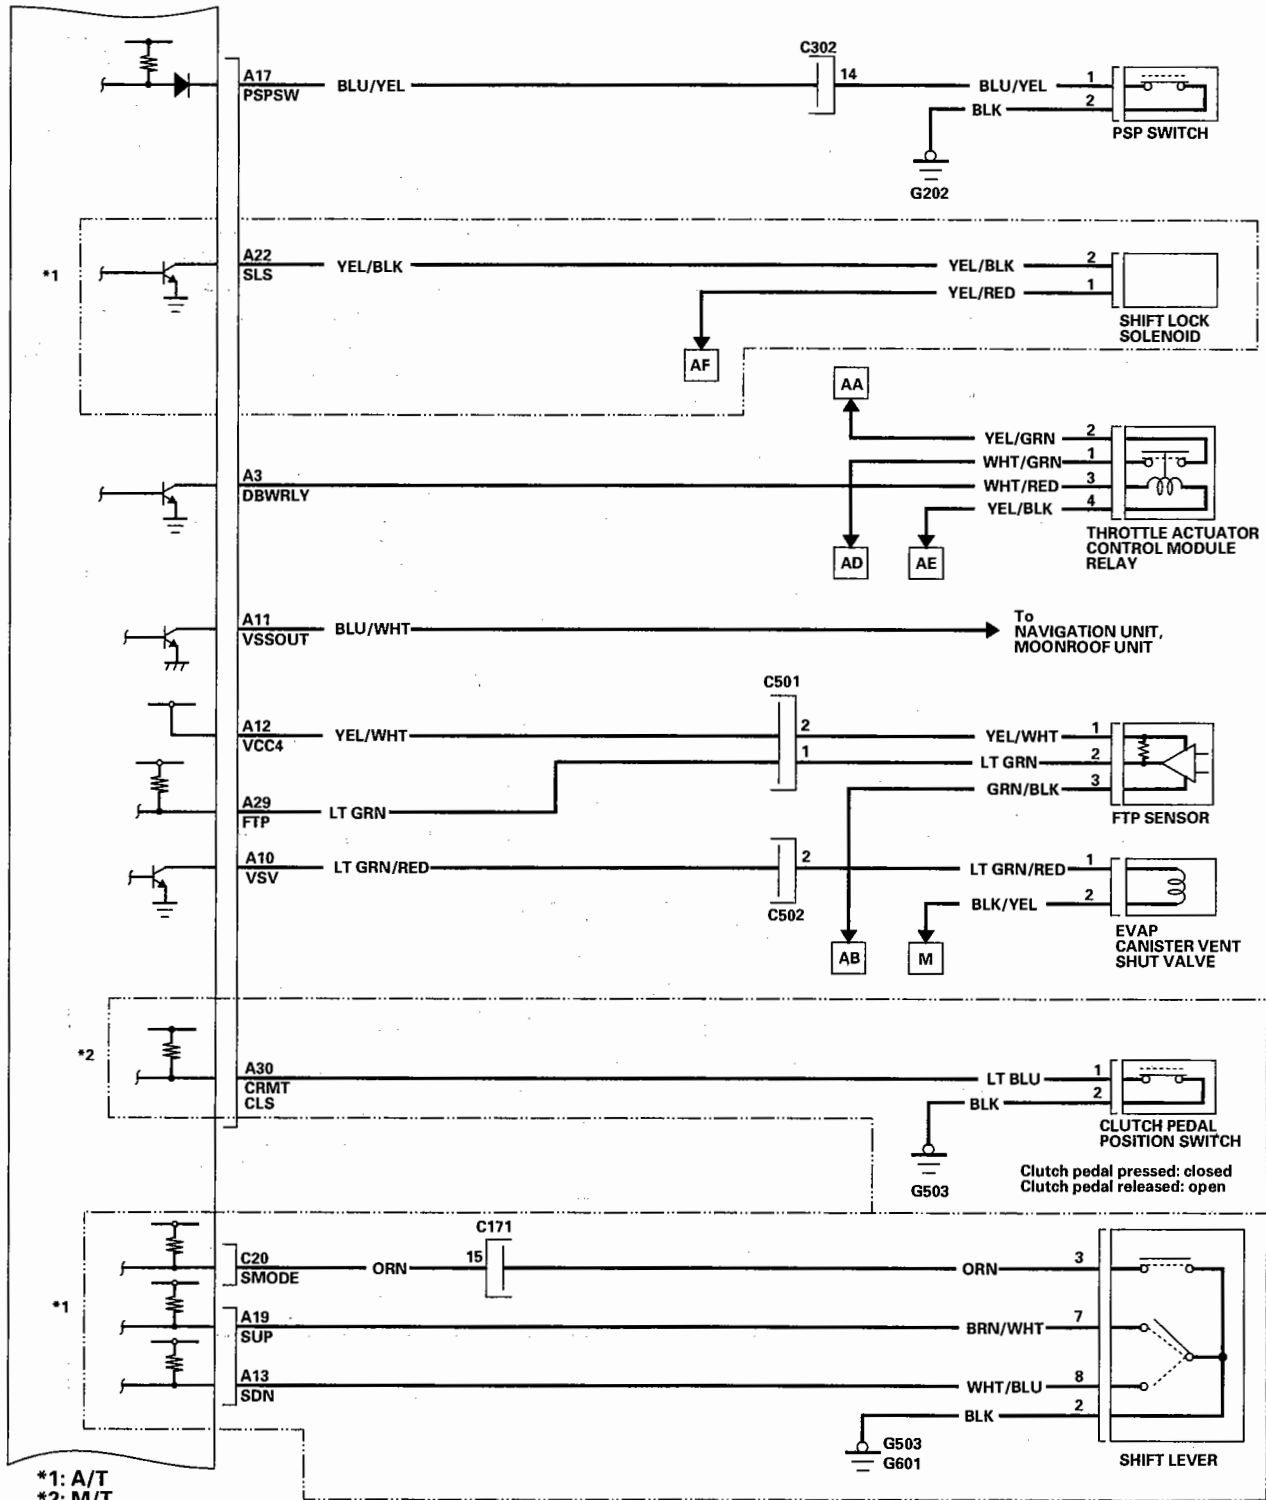 C302
A17
PSPSW
BLU/YEL
14
BLU/YEL
1
BLK
2
PSP SWITCH
G202
*1
A22
SLS
YEL/BLK
YEL/BLK
2
YEL/RED
1
SHIFT LOCK
SOLENOID
AF
AA
YEL/GRN
2
WHT/GRN
1
A3
DBWRLY
WHT/RED
3
YEL/BLK
4
THROTTLE ACTUATOR
CONTROL MODULE
RELAY
AD
AE
A11
VSSOUT
BLU/WHT
To
NAVIGATION UNIT,
MOONROOF UNIT
C501
A12
VCC4
YEL/WHT
2
YEL/WHT
1
1
LT GRN
2
GRN/BLK
3
A29
FTP
LT GRN
FTP SENSOR
A10
VSV
LT GRN/RED
2
LT GRN/RED
1
C502
BLK/YEL
2
EVAP
CANISTER VENT
SHUT VALVE
AB
M
*2
A30
CRMT
CLS
LT BLU
1
BLK
2
CLUTCH PEDAL
POSITION SWITCH
G503
Clutch pedal pressed: closed
Clutch pedal released: open
C171
C20
SMODE
ORN
15
ORN
3
*1
A19
SUP
BRN/WHT
7
A13
SDN
WHT/BLU
8
BLK
2
G503
G601
SHIFT LEVER
*1: A/T
*2: M/T